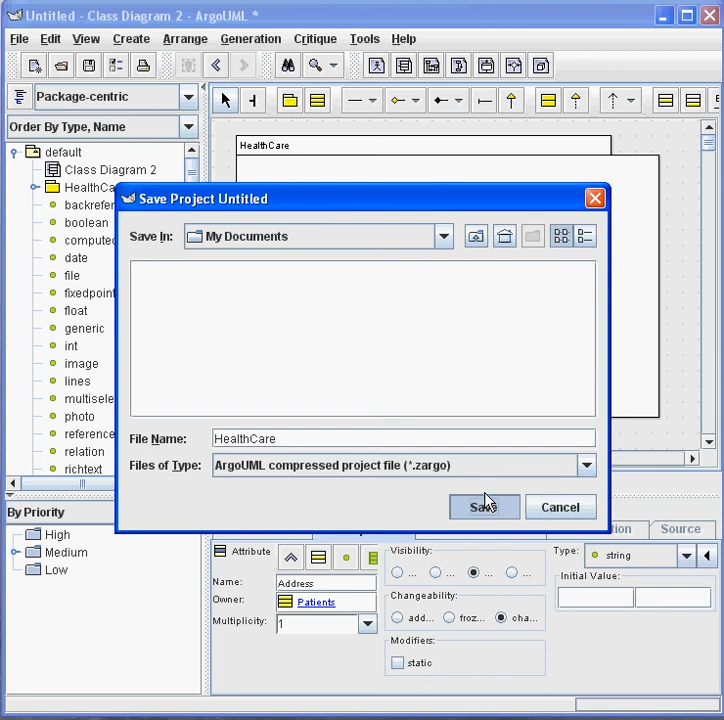 Untitled - Class Diagram 2 - ArgoUML *
File Edit View Create Arrange Generation Critique Tools Help
Package-centric
Order By Type, Name
default
Class Diagram 2
HealthCa
backrefer
boolean
compute
date
file
fixedpoin
float
generic
int
image
lines
multisele
photo
reference
relation
richtext
HealthCare
Save Project Untitled
Save In: My Documents
File Name: HealthCare
Files of Type: ArgoUML compressed project file (*.zargo)
Save Cancel
By Priority
High
Medium
Low
Source
Attribute
Name: Address
Owner: Patients
Multiplicity: 1
Visibility:
... ... ... ...
Changeability:
add... froz... cha...
Modifiers:
static
Type: string
Initial Value: